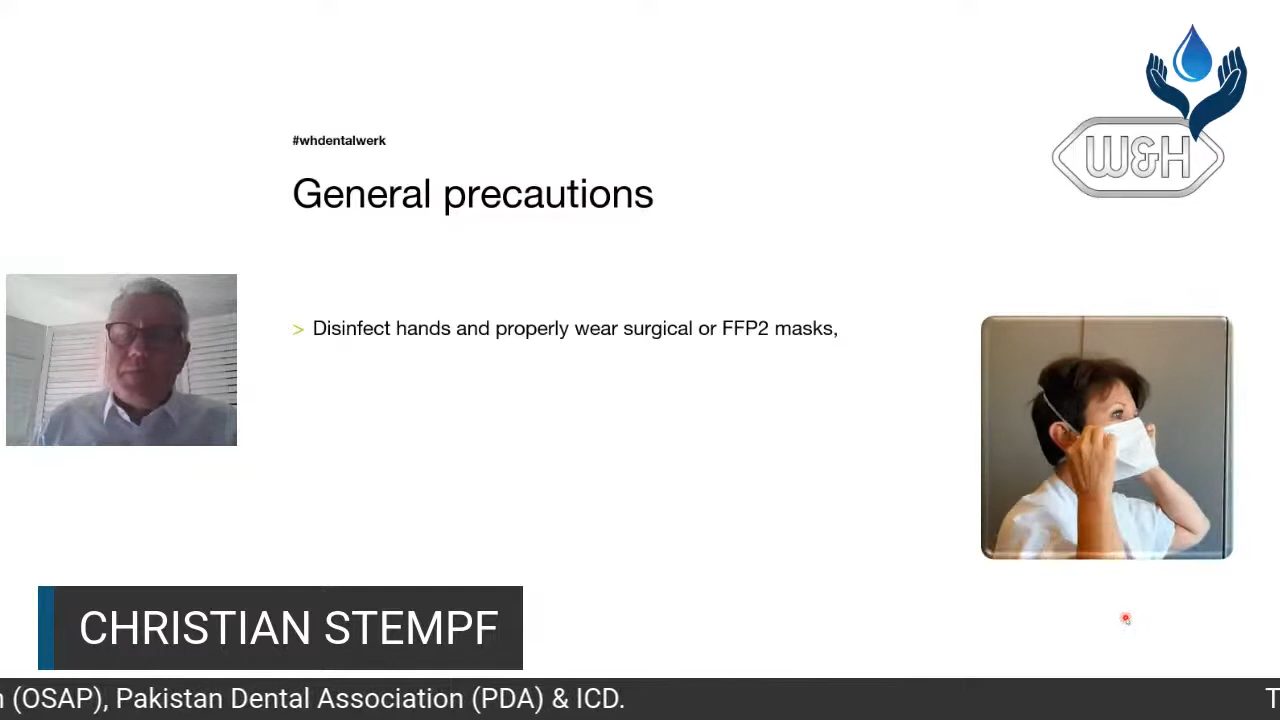 #whdentalwerk
W&H
General precautions
> Disinfect hands and properly wear surgical or FFP2 masks,
CHRISTIAN STEMPF
(OSAP), Pakistan Dental Association (PDA) & ICD.